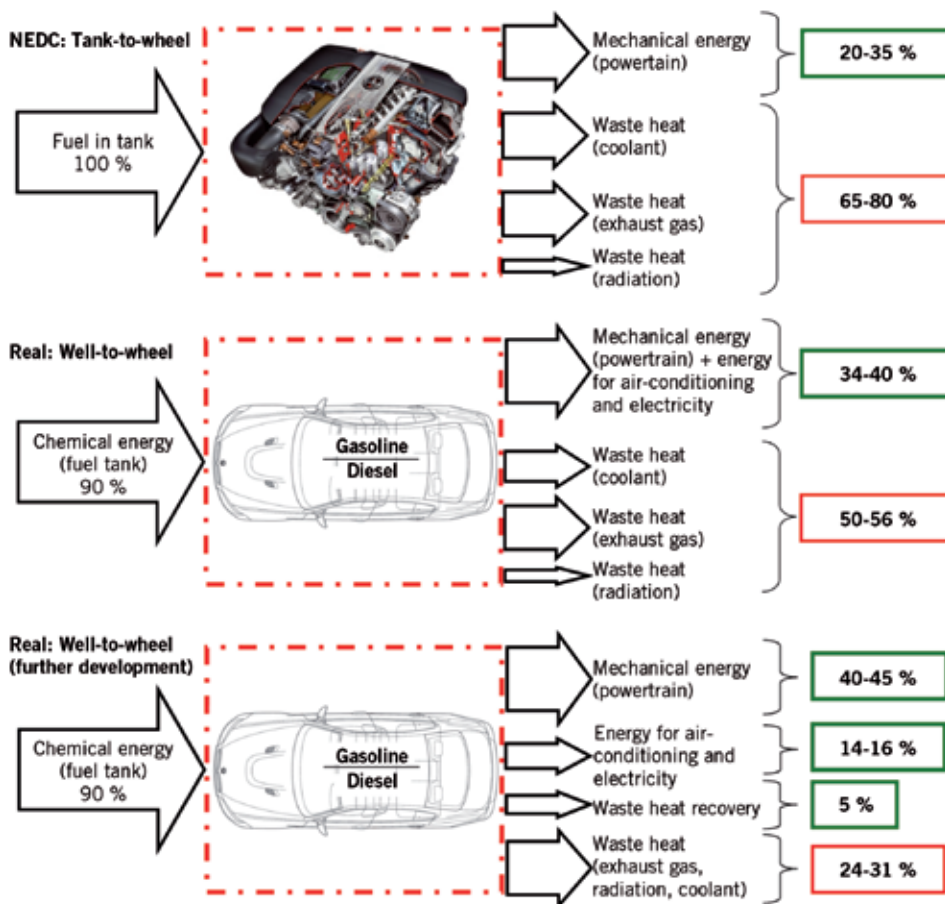 NEDC: Tank-to-wheel
Fuel in tank
100 %
Mechanical energy
(powertain)
20-35 %
Waste heat
(coolant)
Waste heat
(exhaust gas)
Waste heat
(radiation)
65-80 %
Real: Well-to-wheel
Chemical energy
(fuel tank)
90 %
Gasoline
Diesel
Mechanical energy
(powertrain) + energy
for air-conditioning
and electricity
34-40 %
Waste heat
(coolant)
Waste heat
(exhaust gas)
Waste heat
(radiation)
50-56 %
Real: Well-to-wheel
(further development)
Chemical energy
(fuel tank)
90 %
Gasoline
Diesel
Mechanical energy
(powertrain)
40-45 %
Energy for air-
conditioning and
electricity
14-16 %
Waste heat recovery
5 %
Waste heat
(exhaust gas,
radiation, coolant)
24-31 %